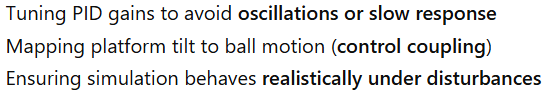 Tuning PID gains to avoid oscillations or slow response
Mapping platform tilt to ball motion (control coupling)
Ensuring simulation behaves realistically under disturbances